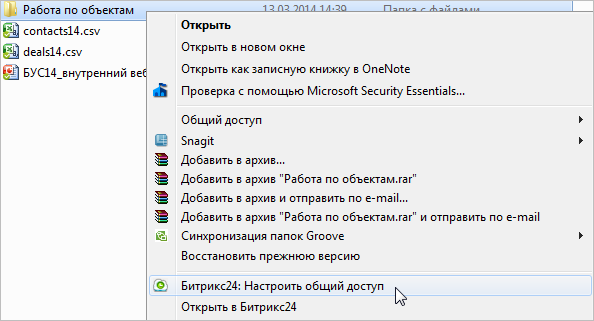 Работа по объектам 13.03.2014 14:39 Папка с файлами
contacts14.csv
deals14.csv
БУС14_внутренний веб
Открыть
Открыть в новом окне
Открыть как записную книжку в OneNote
Проверка с помощью Microsoft Security Essentials...
Общий доступ
Snagit
Добавить в архив...
Добавить в архив "Работа по объектам.rar"
Добавить в архив и отправить по e-mail...
Добавить в архив "Работа по объектам.rar" и отправить по e-mail
Синхронизация папок Groove
Восстановить прежнюю версию
Битрикс24: Настроить общий доступ
Открыть в Битрикс24